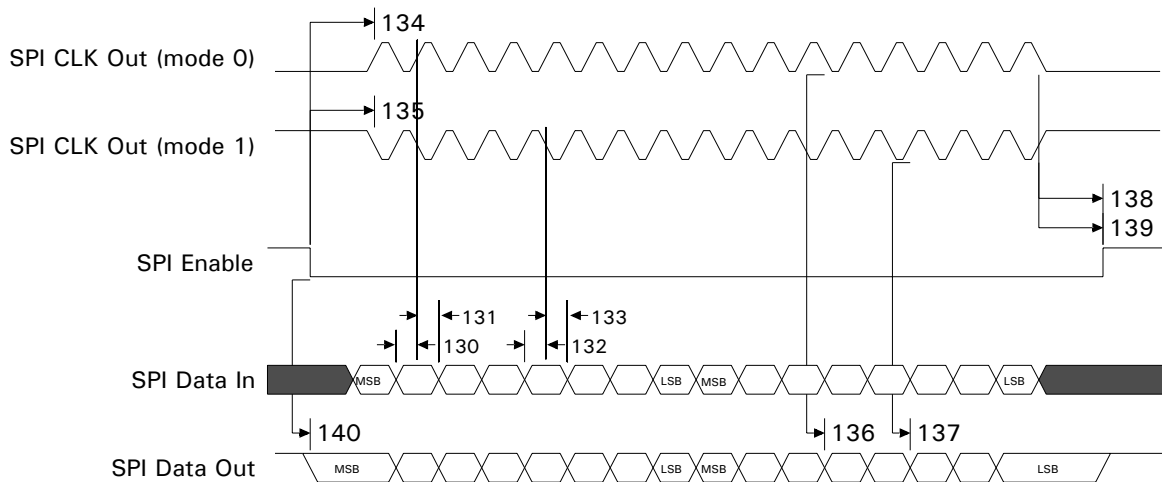 134
SPI CLK Out (mode 0)
135
SPI CLK Out (mode 1)
138
139
SPI Enable
131
133
130
132
SPI Data In
MSB
LSB
MSB
LSB
140
136
137
SPI Data Out
MSB
LSB
MSB
LSB